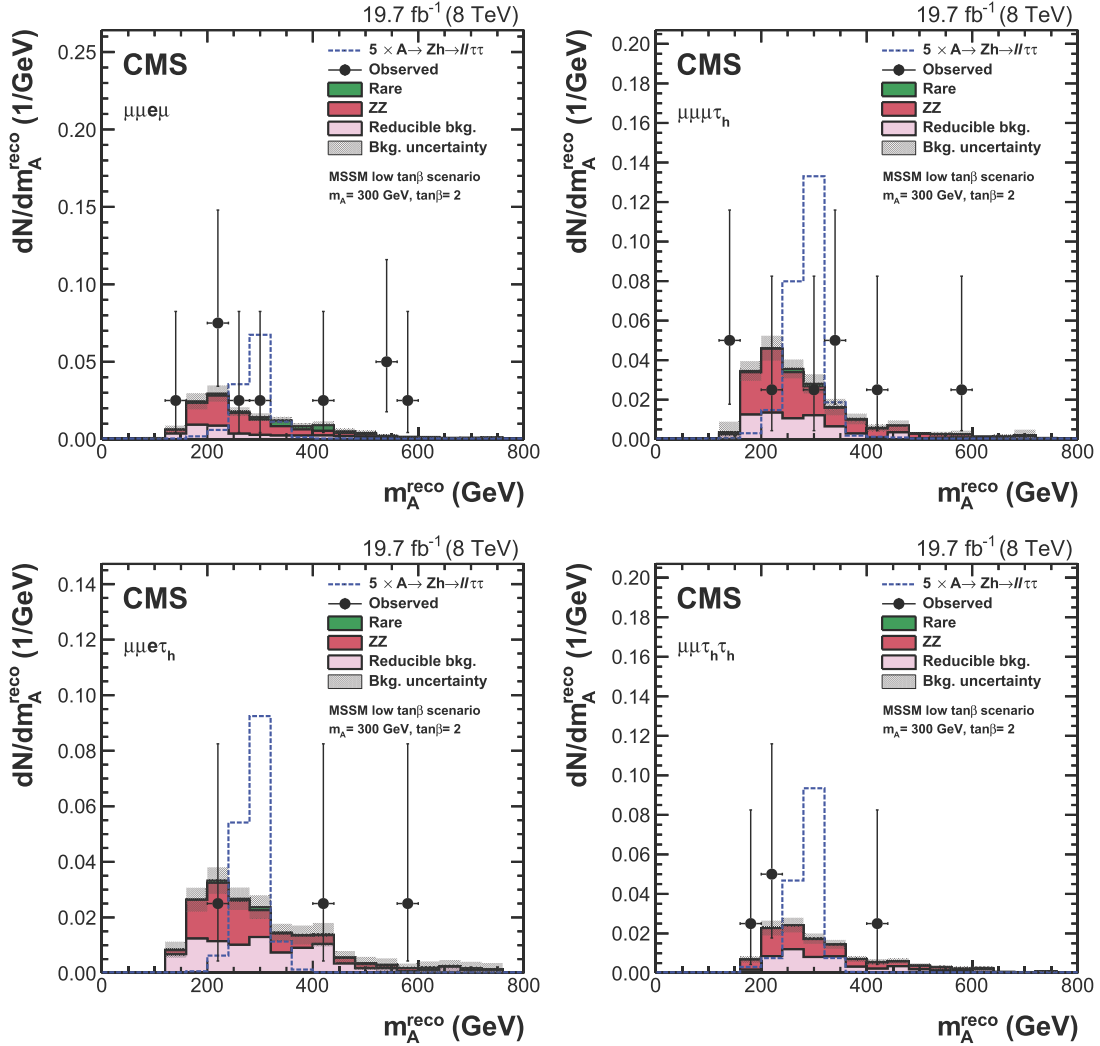 19.7 fb⁻¹ (8 TeV)
CMS
μμeμ
5 × A→ Zh→llττ
Observed
Rare
ZZ
Reducible bkg.
Bkg. uncertainty
MSSM low tanβ scenario
m_A= 300 GeV, tanβ= 2
dN/dm_A^reco (1/GeV)
0.25
0.20
0.15
0.10
0.05
0.00
0 200 400 600 800
m_A^reco (GeV)
19.7 fb⁻¹ (8 TeV)
CMS
μμμτ_h
5 × A→ Zh→llττ
Observed
Rare
ZZ
Reducible bkg.
Bkg. uncertainty
MSSM low tanβ scenario
m_A= 300 GeV, tanβ= 2
dN/dm_A^reco (1/GeV)
0.20
0.18
0.16
0.14
0.12
0.10
0.08
0.06
0.04
0.02
0.00
0 200 400 600 800
m_A^reco (GeV)
19.7 fb⁻¹ (8 TeV)
CMS
μμeτ_h
5 × A→ Zh→llττ
Observed
Rare
ZZ
Reducible bkg.
Bkg. uncertainty
MSSM low tanβ scenario
m_A= 300 GeV, tanβ= 2
dN/dm_A^reco (1/GeV)
0.14
0.12
0.10
0.08
0.06
0.04
0.02
0.00
0 200 400 600 800
m_A^reco (GeV)
19.7 fb⁻¹ (8 TeV)
CMS
μμτ_hτ_h
5 × A→ Zh→llττ
Observed
Rare
ZZ
Reducible bkg.
Bkg. uncertainty
MSSM low tanβ scenario
m_A= 300 GeV, tanβ= 2
dN/dm_A^reco (1/GeV)
0.20
0.18
0.16
0.14
0.12
0.10
0.08
0.06
0.04
0.02
0.00
0 200 400 600 800
m_A^reco (GeV)